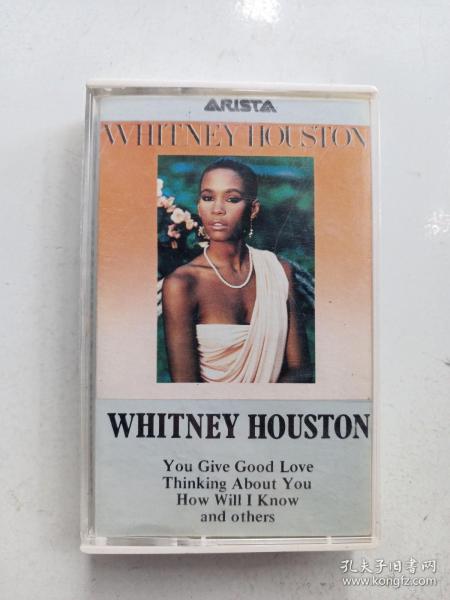 ARISTA
WHITNEY HOUSTON
WHITNEY HOUSTON
You Give Good Love
Thinking About You
How Will I Know
and others
孔夫子旧书网
www.kongfz.com